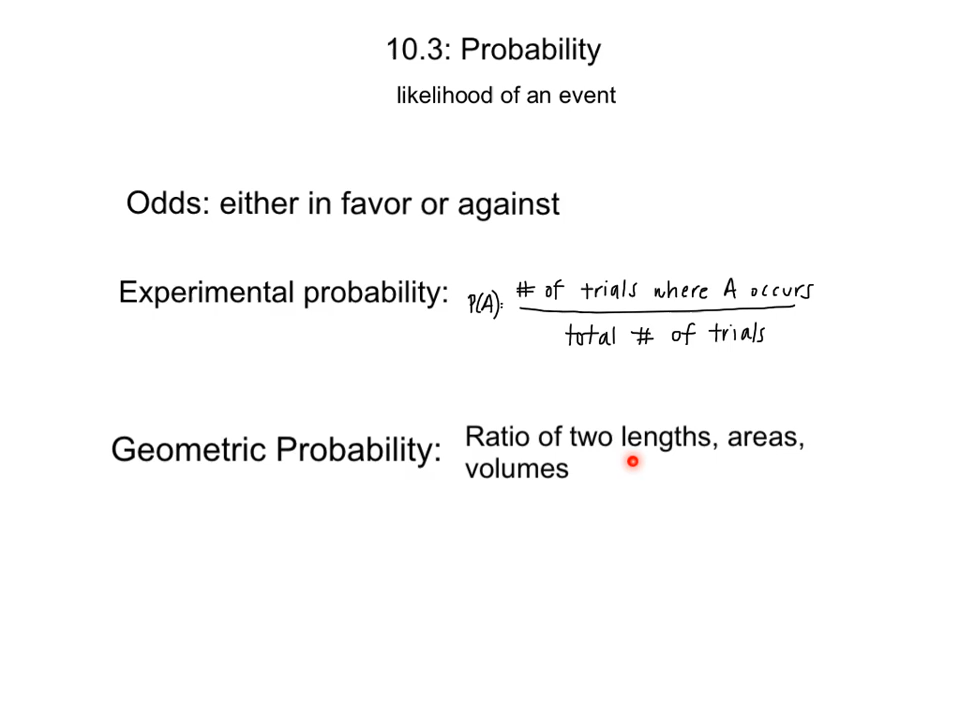 10.3: Probability
likelihood of an event
Odds: either in favor or against
Experimental probability: P(A): # of trials where A occurs
total # of trials
Geometric Probability: Ratio of two lengths, areas,
volumes